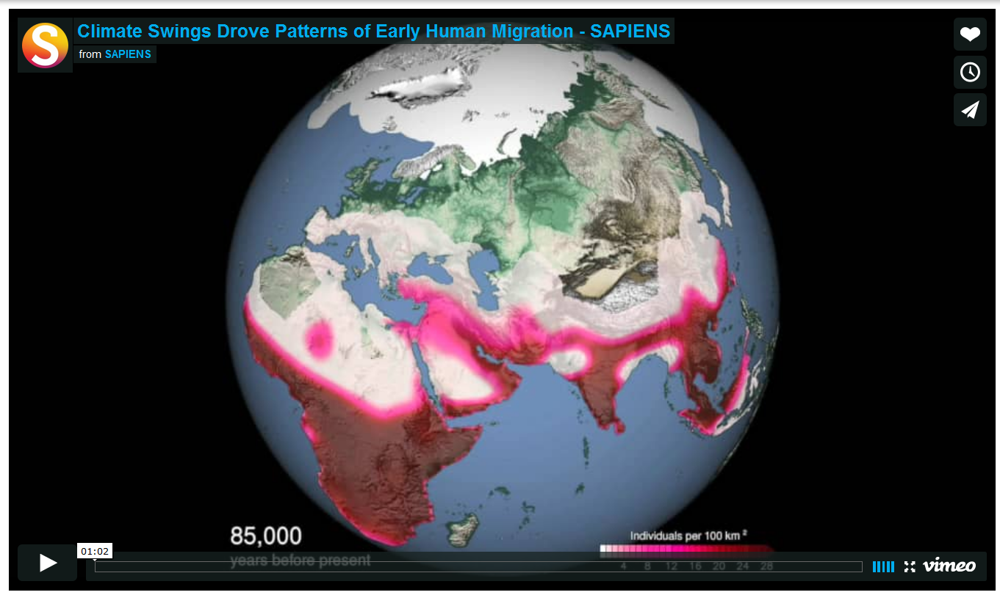 S
Climate Swings Drove Patterns of Early Human Migration - SAPIENS
from SAPIENS
85,000
years before present
Individuals per 100 km ²
4 8 12 16 20 24 28
01:02
vimeo